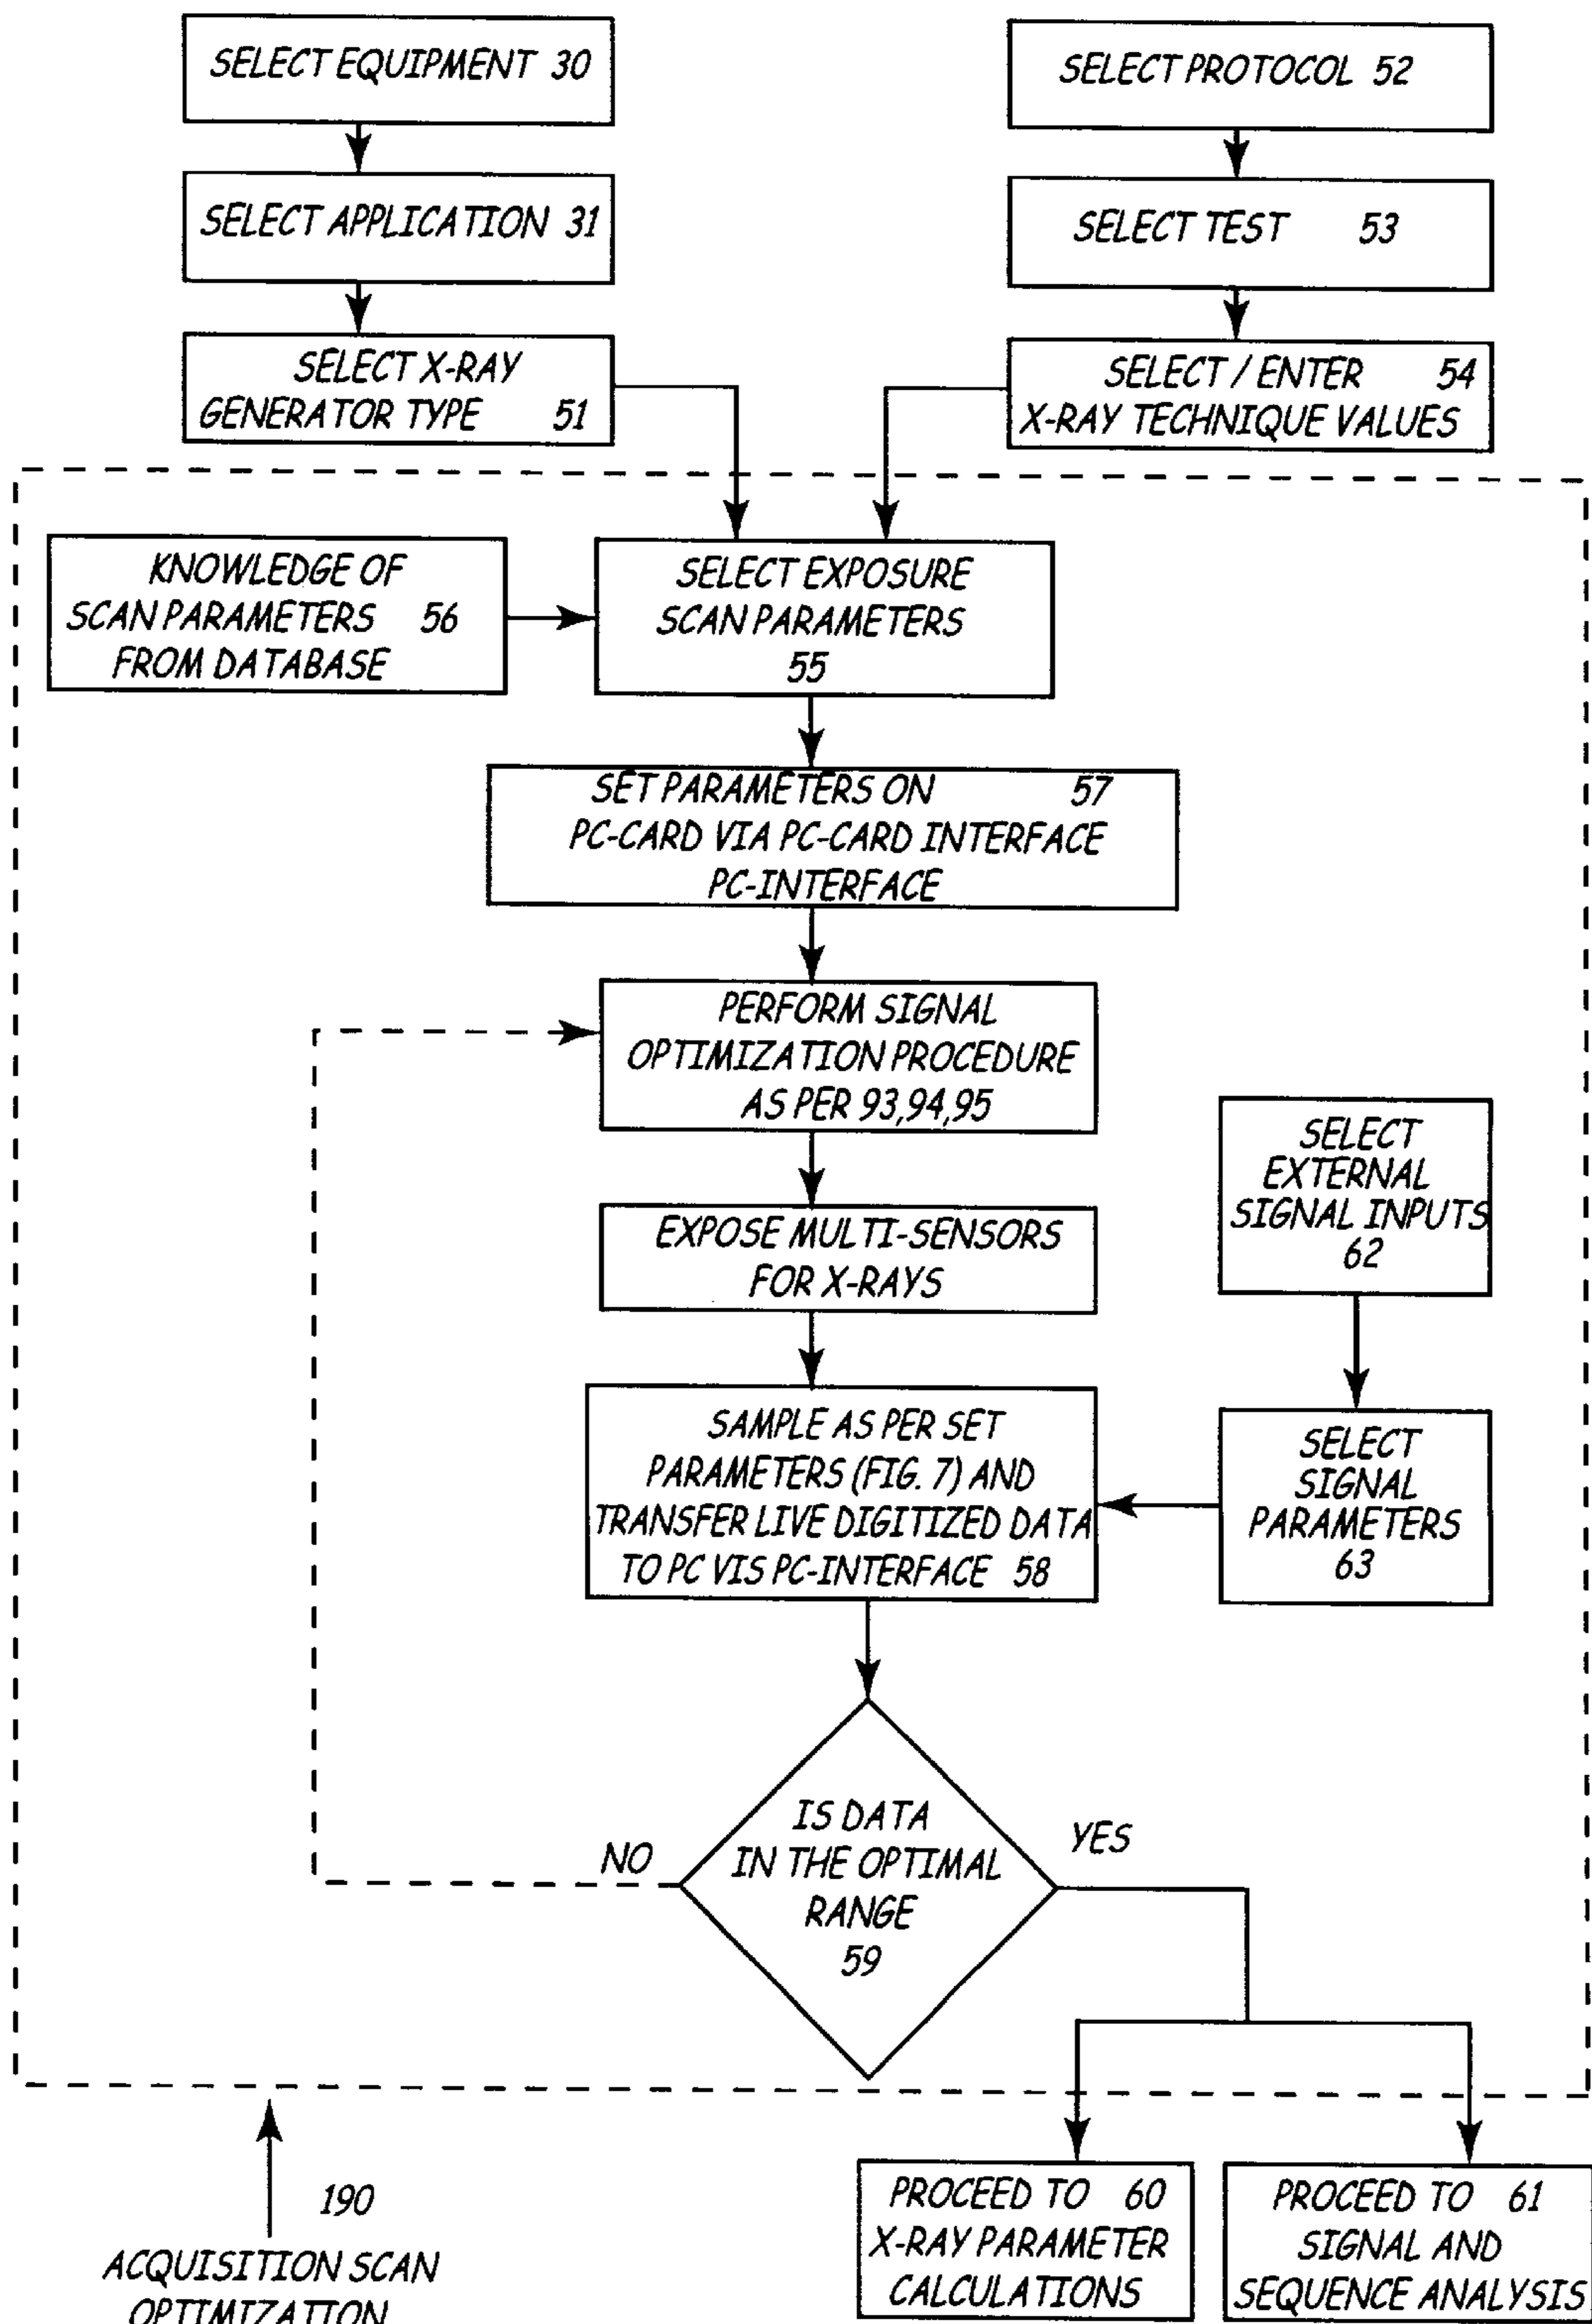 SELECT EQUIPMENT 30
SELECT APPLICATION 31
SELECT X-RAY
GENERATOR TYPE 51
SELECT PROTOCOL 52
SELECT TEST 53
SELECT / ENTER 54
X-RAY TECHNIQUE VALUES
KNOWLEDGE OF
SCAN PARAMETERS 56
FROM DATABASE
SELECT EXPOSURE
SCAN PARAMETERS
55
SET PARAMETERS ON 57
PC-CARD VIA PC-CARD INTERFACE
PC-INTERFACE
PERFORM SIGNAL
OPTIMIZATION PROCEDURE
AS PER 93,94,95
EXPOSE MULTI-SENSORS
FOR X-RAYS
SELECT
EXTERNAL
SIGNAL INPUTS
62
SELECT
SIGNAL
PARAMETERS
63
SAMPLE AS PER SET
PARAMETERS (FIG. 7) AND
TRANSFER LIVE DIGITIZED DATA
TO PC VIS PC-INTERFACE 58
IS DATA
IN THE OPTIMAL
RANGE
59
NO
YES
PROCEED TO 60
X-RAY PARAMETER
CALCULATIONS
PROCEED TO 61
SIGNAL AND
SEQUENCE ANALYSIS
190
ACQUISITION SCAN
OPTIMIZATION